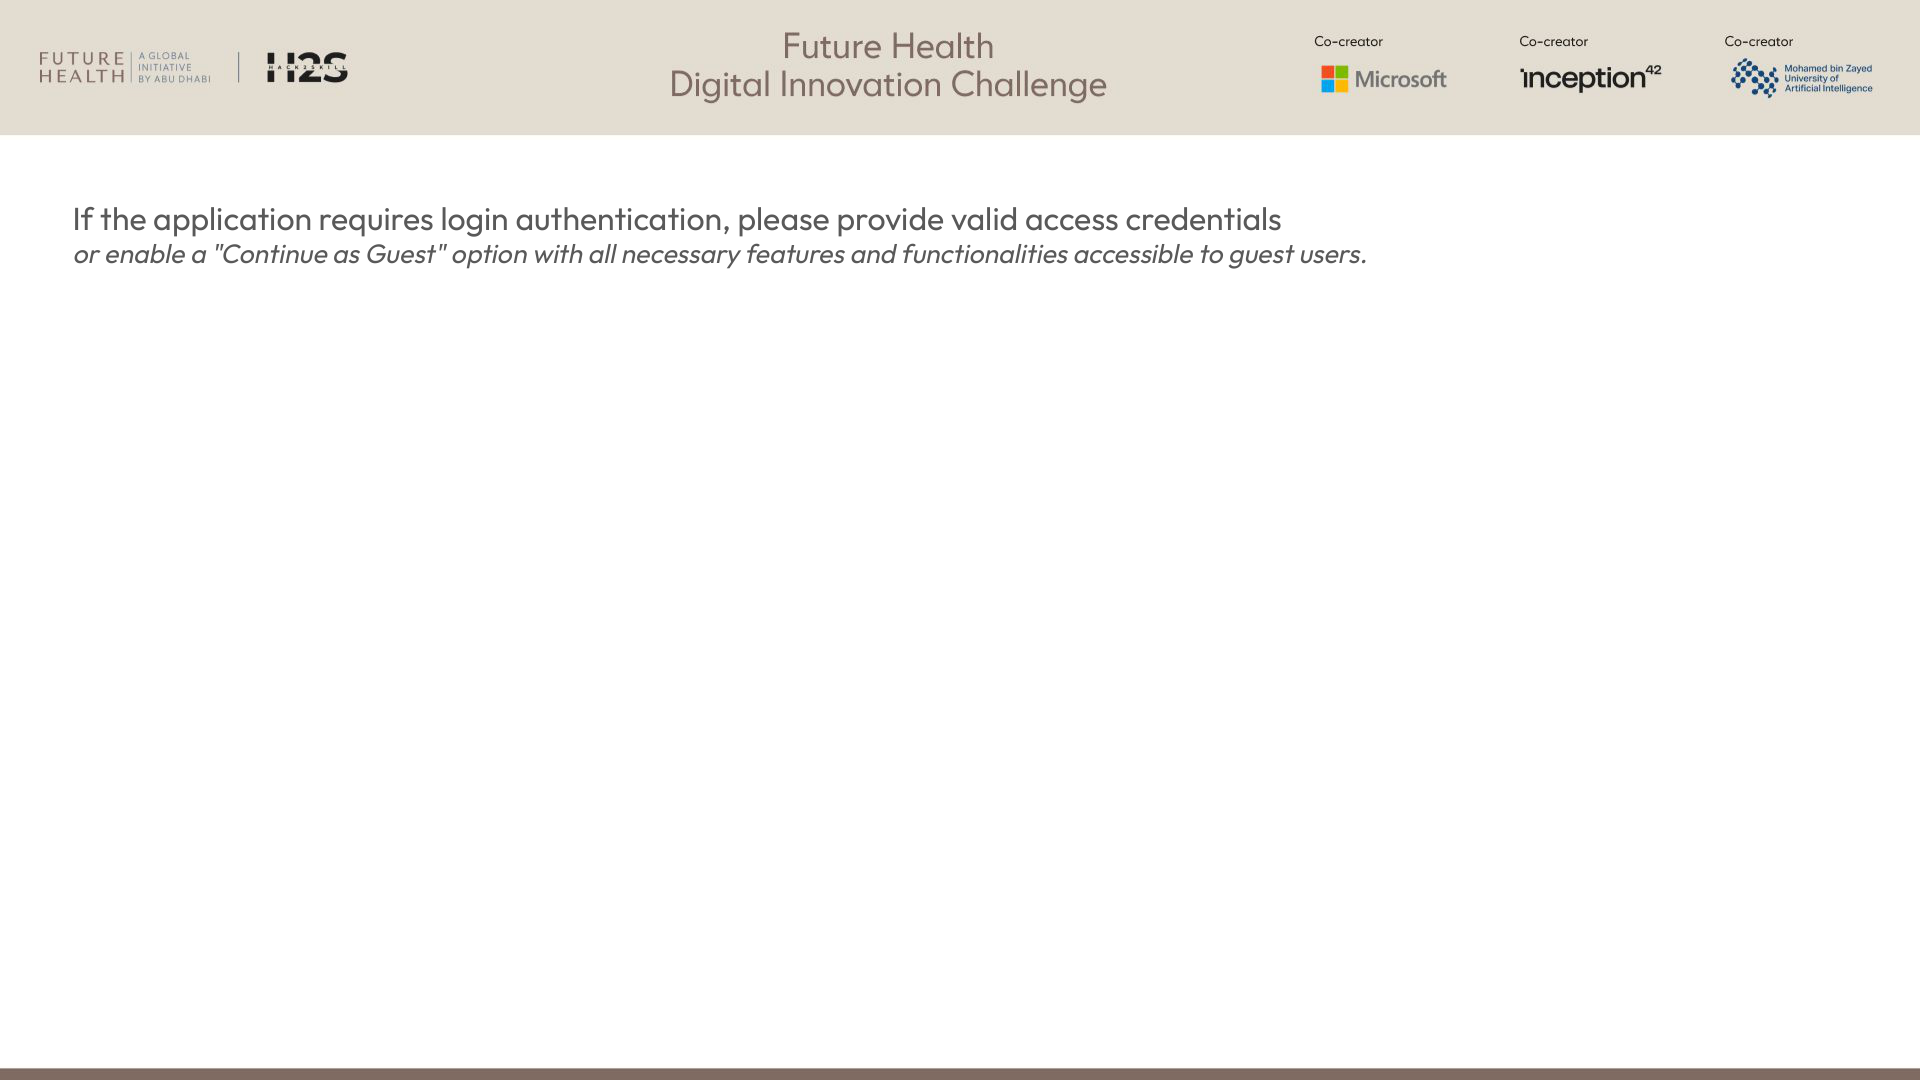 FUTURE
HEALTH
A GLOBAL
INITIATIVE
BY ABU DHABI
H2S
HACK2SKILL
Future Health
Digital Innovation Challenge
Co-creator
Microsoft
Co-creator
inception42
Co-creator
Mohamed bin Zayed
University of
Artificial Intelligence
If the application requires login authentication, please provide valid access credentials
or enable a "Continue as Guest" option with all necessary features and functionalities accessible to guest users.